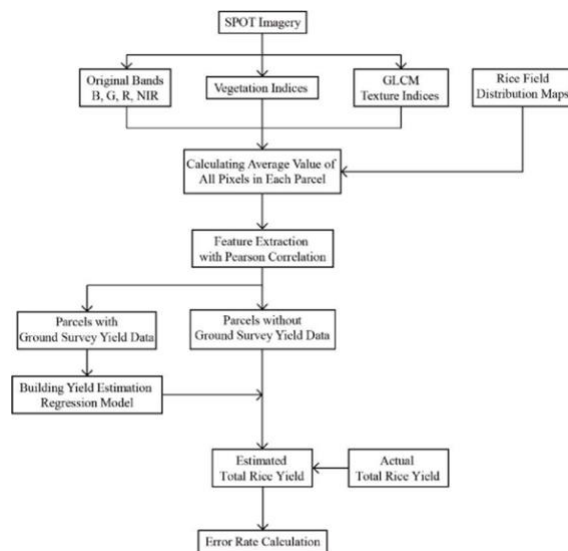 SPOT Imagery
Original Bands
B, G, R, NIR
Vegetation Indices
GLCM
Texture Indices
Rice Field
Distribution Maps
Calculating Average Value of
All Pixels in Each Parcel
Feature Extraction
with Pearson Correlation
Parcels with
Ground Survey Yield Data
Parcels without
Ground Survey Yield Data
Building Yield Estimation
Regression Model
Estimated
Total Rice Yield
Actual
Total Rice Yield
Error Rate Calculation